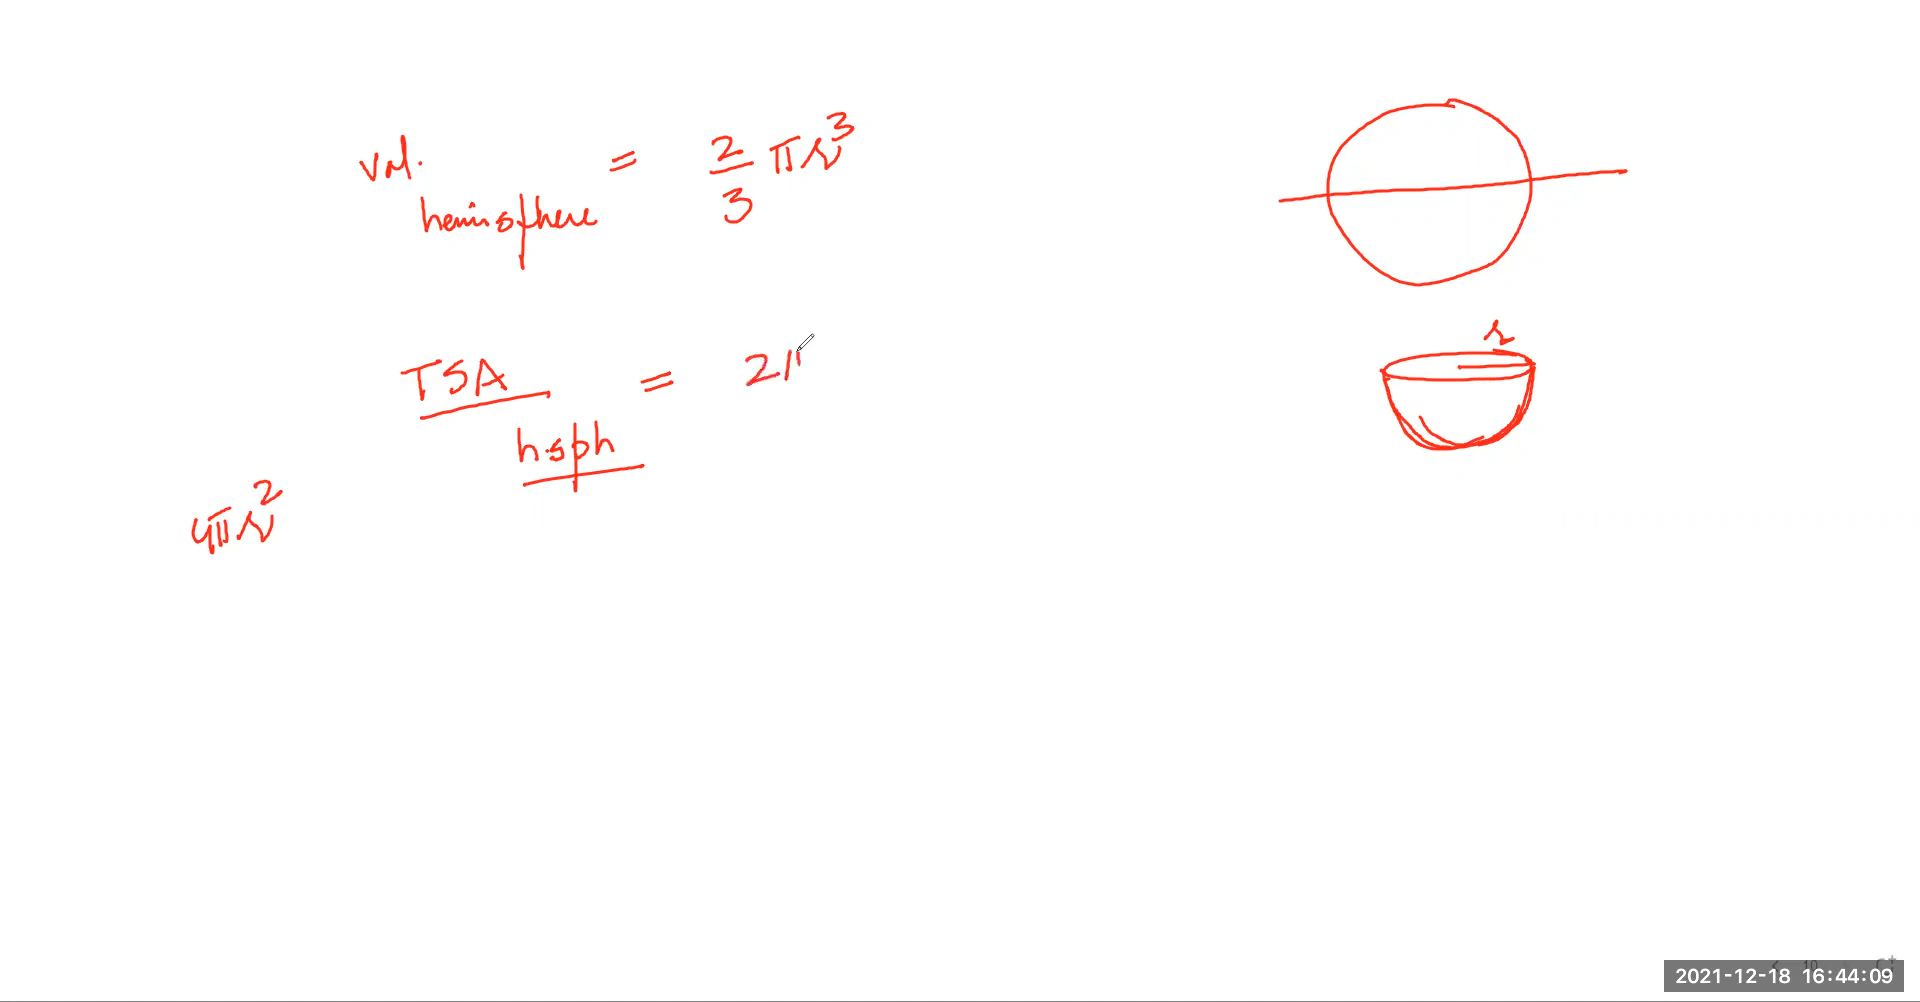 vol. hemisphere = 2/3 πr³
r
TSA h.sph = 2π
4πr²
2021-12-18 16:44:09